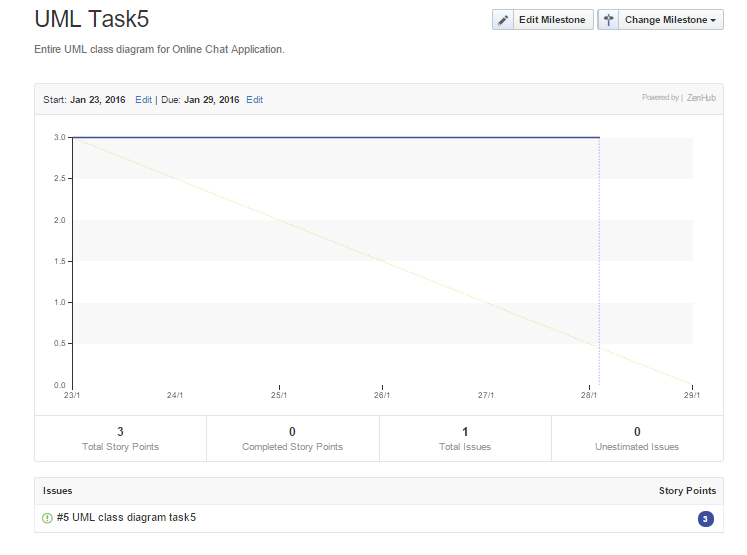 UML Task5
Edit Milestone
Change Milestone
Entire UML class diagram for Online Chat Application.
Start: Jan 23, 2016 Edit | Due: Jan 29, 2016 Edit
Powered by | ZenHub
3.0
2.5
2.0
1.5
1.0
0.5
0.0
23/1 24/1 25/1 26/1 27/1 28/1 29/1
3 0 1 0
Total Story Points Completed Story Points Total Issues Unestimated Issues
Issues Story Points
#5 UML class diagram task5 3